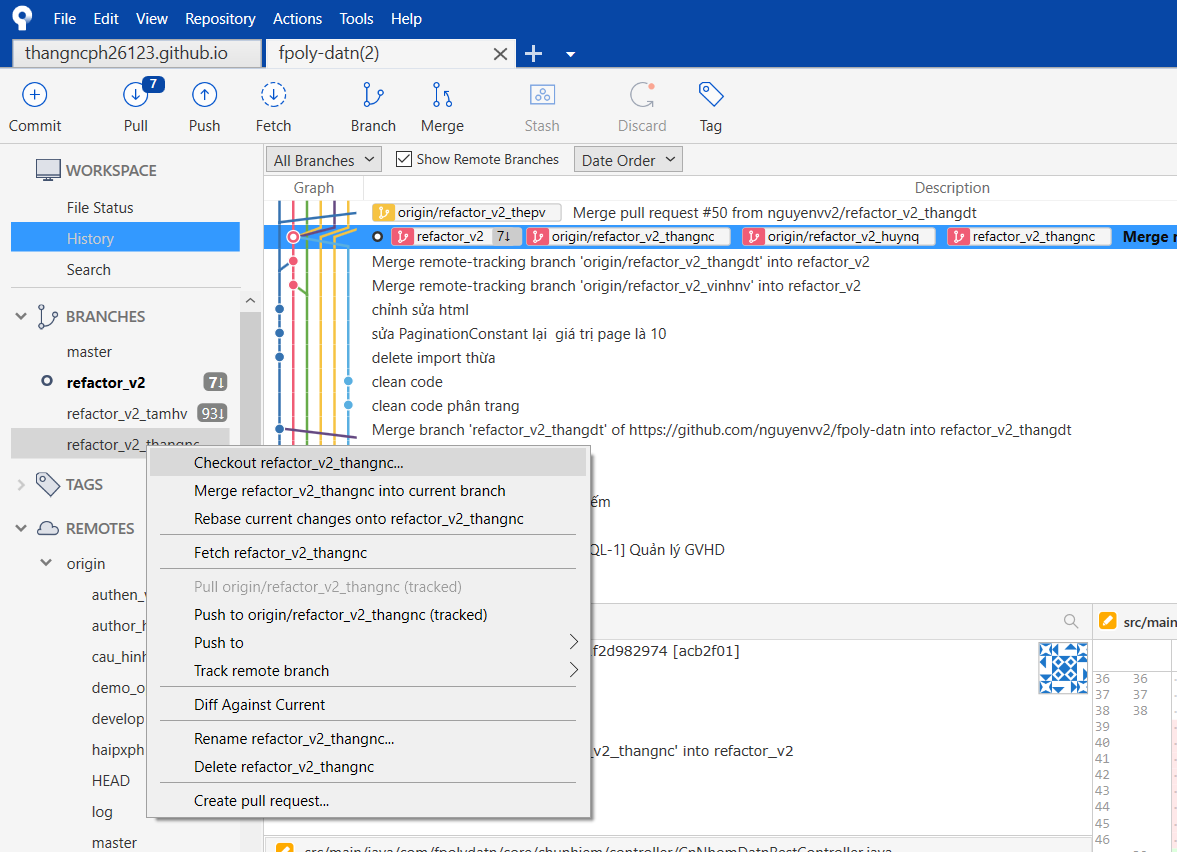 File Edit View Repository Actions Tools Help
thangncph26123.github.io
fpoly-datn(2)
7
Commit Pull Push Fetch Branch Merge Stash Discard Tag
WORKSPACE
File Status
History
Search
BRANCHES
master
refactor_v2 7↓
refactor_v2_tamhv 93↓
refactor_v2_thangnc
TAGS
REMOTES
origin
authen_
author_h
cau_hinh
demo_o
develop
haipxph
HEAD
log
master
All Branches Show Remote Branches Date Order
Graph Description
origin/refactor_v2_thepv Merge pull request #50 from nguyenvv2/refactor_v2_thangdt
refactor_v2 7↓ origin/refactor_v2_thangnc origin/refactor_v2_huynq refactor_v2_thangnc Merge
Merge remote-tracking branch 'origin/refactor_v2_thangdt' into refactor_v2
Merge remote-tracking branch 'origin/refactor_v2_vinhnv' into refactor_v2
chỉnh sửa html
sửa PaginationConstant lại giá trị page là 10
delete import thừa
clean code
clean code phân trang
Merge branch 'refactor_v2_thangdt' of https://github.com/nguyenvv2/fpoly-datn into refactor_v2_thangdt
ếm
QL-1] Quản lý GVHD
Checkout refactor_v2_thangnc...
Merge refactor_v2_thangnc into current branch
Rebase current changes onto refactor_v2_thangnc
Fetch refactor_v2_thangnc
Pull origin/refactor_v2_thangnc (tracked)
Push to origin/refactor_v2_thangnc (tracked)
Push to
Track remote branch
Diff Against Current
Rename refactor_v2_thangnc...
Delete refactor_v2_thangnc
Create pull request...
f2d982974 [acb2f01]
_v2_thangnc' into refactor_v2
src/main/java/com/fpolydatn/core/chunhiem/controller/CnNhomDatnRestController.java
src/main
36 36
37 37
38 38
39
40
41
42
43
44
45
46